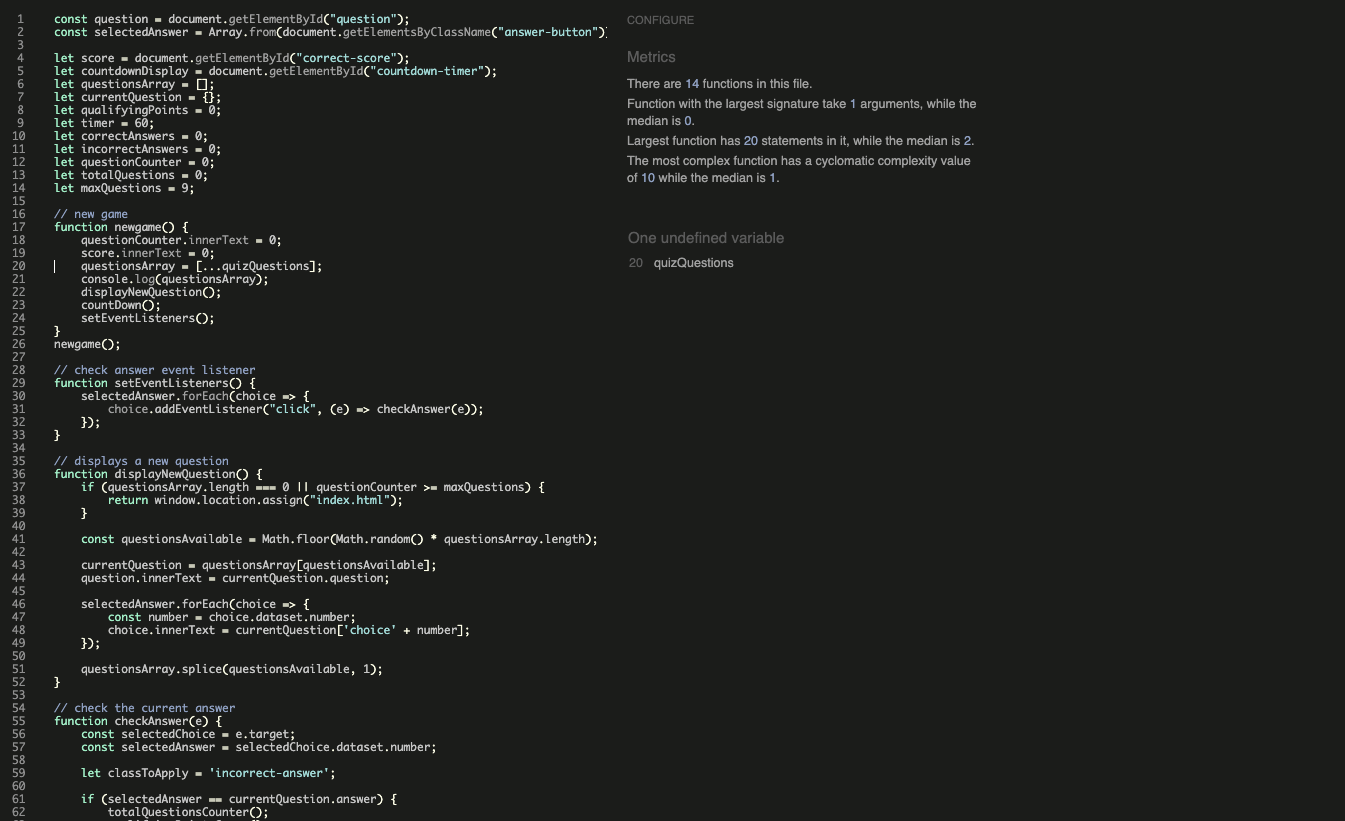 1 const question = document.getElementById("question");
2 const selectedAnswer = Array.from(document.getElementsByClassName("answer-button")
3
4 let score = document.getElementById("correct-score");
5 let countdownDisplay = document.getElementById("countdown-timer");
6 let questionsArray = [];
7 let currentQuestion = {};
8 let qualifyingPoints = 0;
9 let timer = 60;
10 let correctAnswers = 0;
11 let incorrectAnswers = 0;
12 let questionCounter = 0;
13 let totalQuestions = 0;
14 let maxQuestions = 9;
15
16 // new game
17 function newgame() {
18 questionCounter.innerText = 0;
19 score.innerText = 0;
20 questionsArray = [...quizQuestions];
21 console.log(questionsArray);
22 displayNewQuestion();
23 countDown();
24 setEventListeners();
25 }
26 newgame();
27
28 // check answer event listener
29 function setEventListeners() {
30 selectedAnswer.forEach(choice => {
31 choice.addEventListener("click", (e) => checkAnswer(e));
32 });
33 }
34
35 // displays a new question
36 function displayNewQuestion() {
37 if (questionsArray.length === 0 || questionCounter >= maxQuestions) {
38 return window.location.assign("index.html");
39 }
40
41 const questionsAvailable = Math.floor(Math.random() * questionsArray.length);
42
43 currentQuestion = questionsArray[questionsAvailable];
44 question.innerText = currentQuestion.question;
45
46 selectedAnswer.forEach(choice => {
47 const number = choice.dataset.number;
48 choice.innerText = currentQuestion['choice' + number];
49 });
50
51 questionsArray.splice(questionsAvailable, 1);
52 }
53
54 // check the current answer
55 function checkAnswer(e) {
56 const selectedChoice = e.target;
57 const selectedAnswer = selectedChoice.dataset.number;
58
59 let classToApply = 'incorrect-answer';
60
61 if (selectedAnswer == currentQuestion.answer) {
62 totalQuestionsCounter();
CONFIGURE
Metrics
There are 14 functions in this file.
Function with the largest signature take 1 arguments, while the
median is 0.
Largest function has 20 statements in it, while the median is 2.
The most complex function has a cyclomatic complexity value
of 10 while the median is 1.
One undefined variable
20 quizQuestions